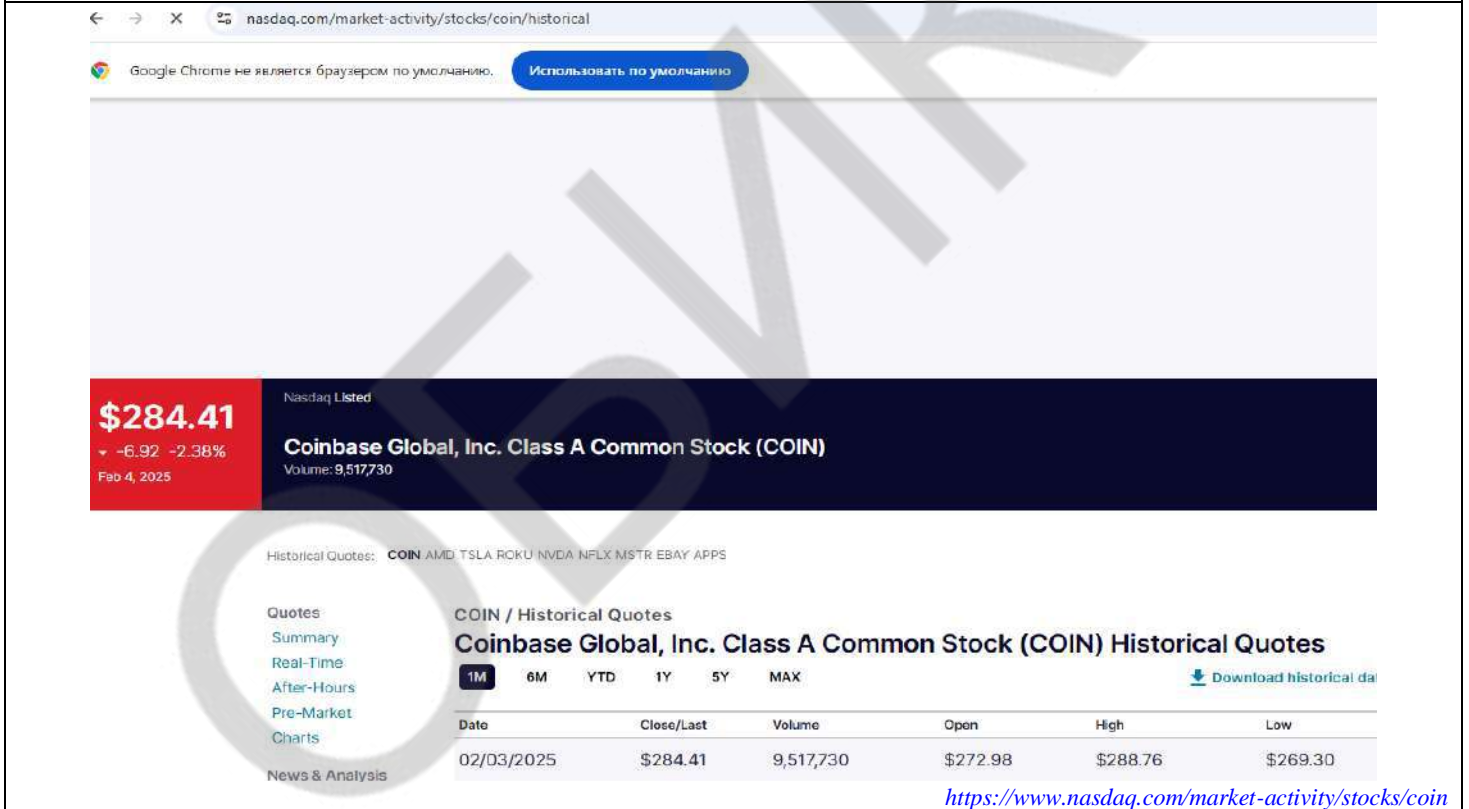 nasdaq.com/market-activity/stocks/coin/historical
Google Chrome не является браузером по умолчанию. Использовать по умолчанию
ОБИК
$284.41
-6.92 -2.38%
Feb 4, 2025
Nasdaq Listed
Coinbase Global, Inc. Class A Common Stock (COIN)
Volume: 9,517,730
Historical Quotes: COIN AMD TSLA ROKU NVDA NFLX MSTR EBAY APPS
Quotes
Summary
Real-Time
After-Hours
Pre-Market
Charts
News & Analysis
COIN / Historical Quotes
Coinbase Global, Inc. Class A Common Stock (COIN) Historical Quotes
1M 6M YTD 1Y 5Y MAX
Download historical da
Date Close/Last Volume Open High Low
02/03/2025 $284.41 9,517,730 $272.98 $288.76 $269.30
https://www.nasdaq.com/market-activity/stocks/coin